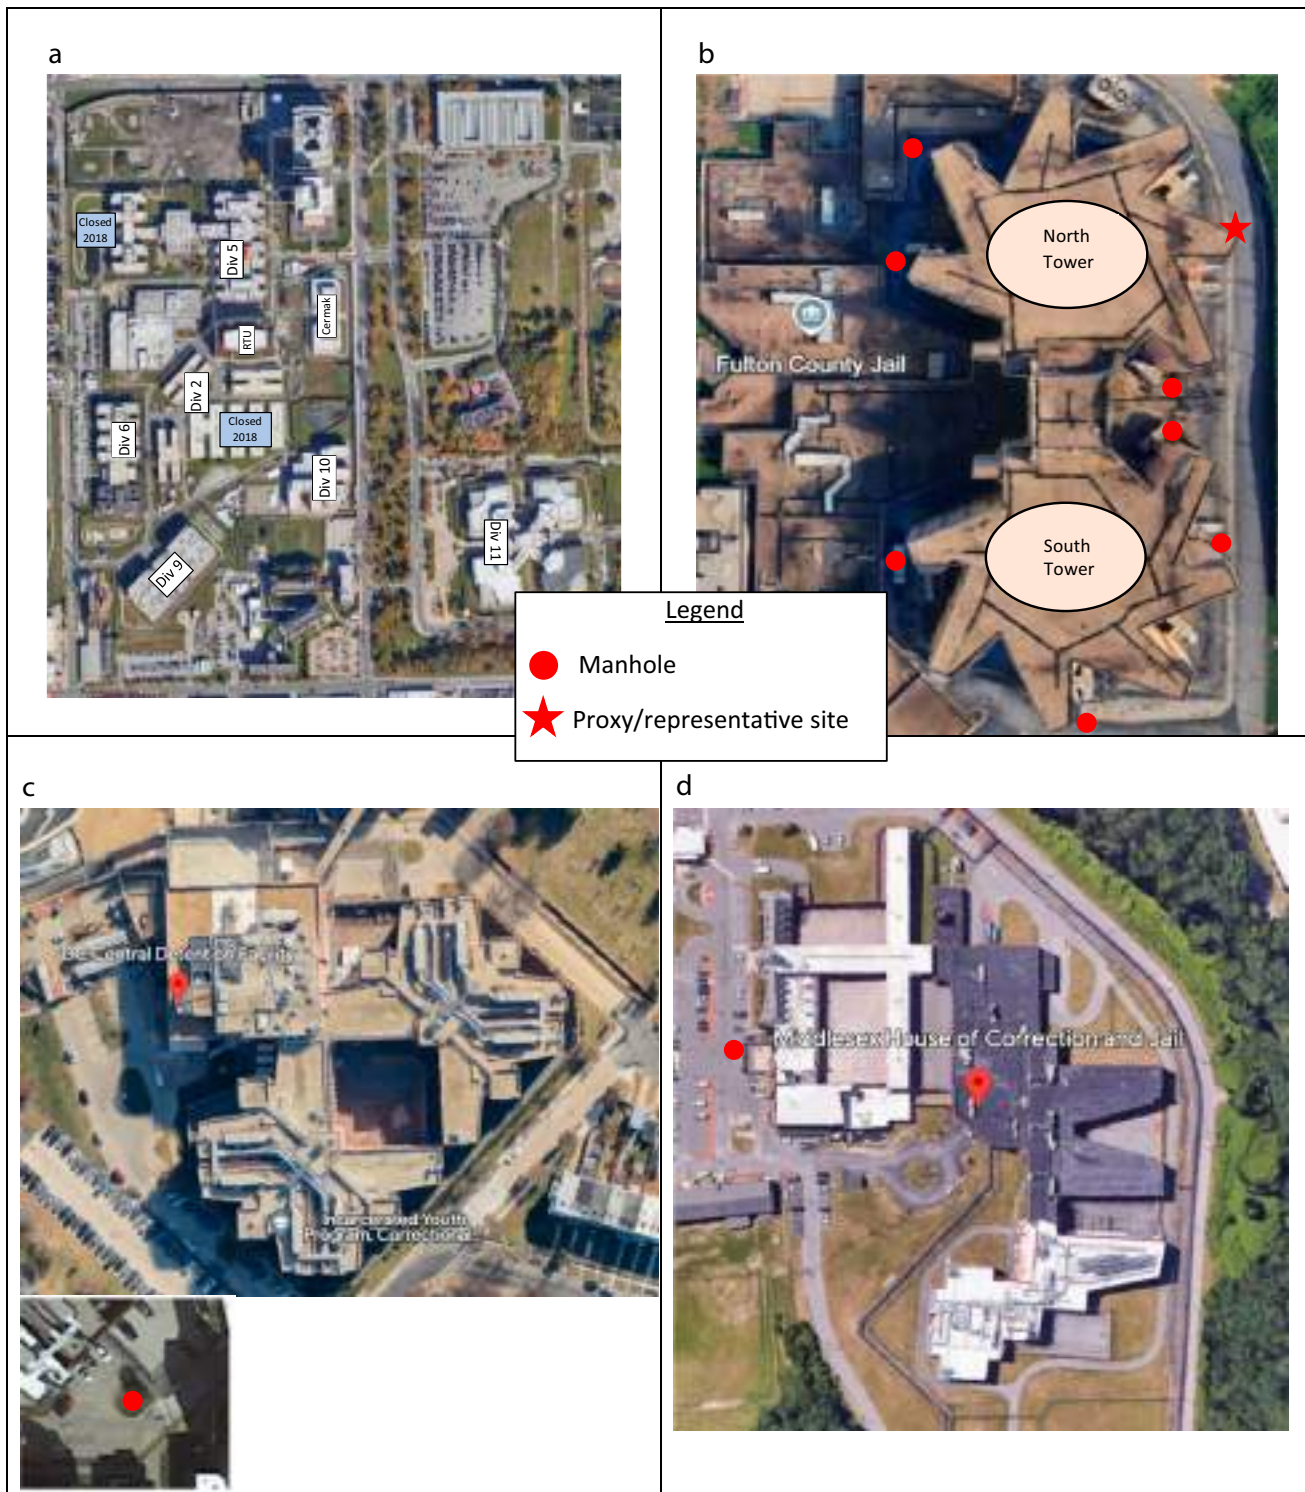 a
Closed
2018
Div 5
Cermak
RTU
Div 2
Closed
2018
Div 6
Div 10
Div 11
Div 9
b
North
Tower
Fulton County Jail
South
Tower
Legend
Manhole
Proxy/representative site
c
DC Central Detention Facility
Incarcerated Youth
Program, Correctional...
d
Middlesex House of Correction and Jail